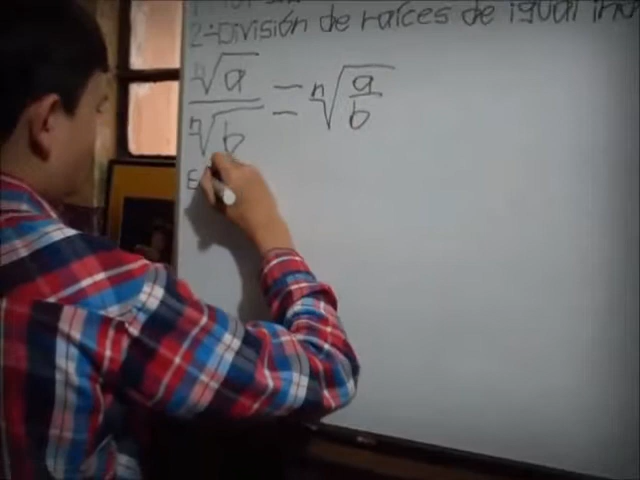 2÷División de raíces de igual
ⁿ√a / ⁿ√b = ⁿ√(a/b)